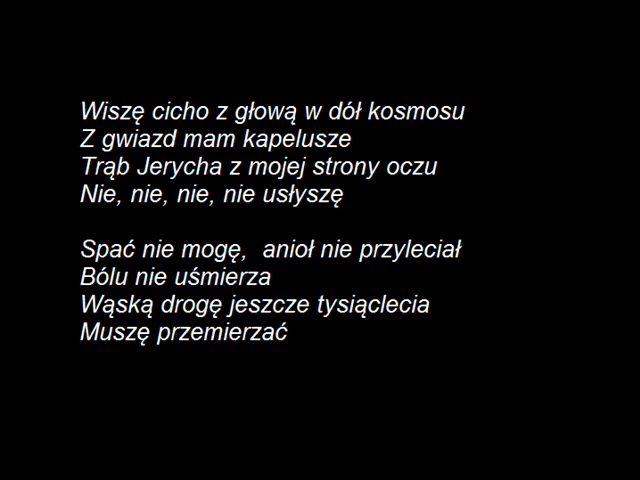 Wiszę cicho z głową w dół kosmosu
Z gwiazd mam kapelusze
Trąb Jerycha z mojej strony oczu
Nie, nie, nie, nie usłyszę

Spać nie mogę,  anioł nie przyleciał
Bólu nie uśmierza
Wąską drogę jeszcze tysiąclecia
Muszę przemierzać